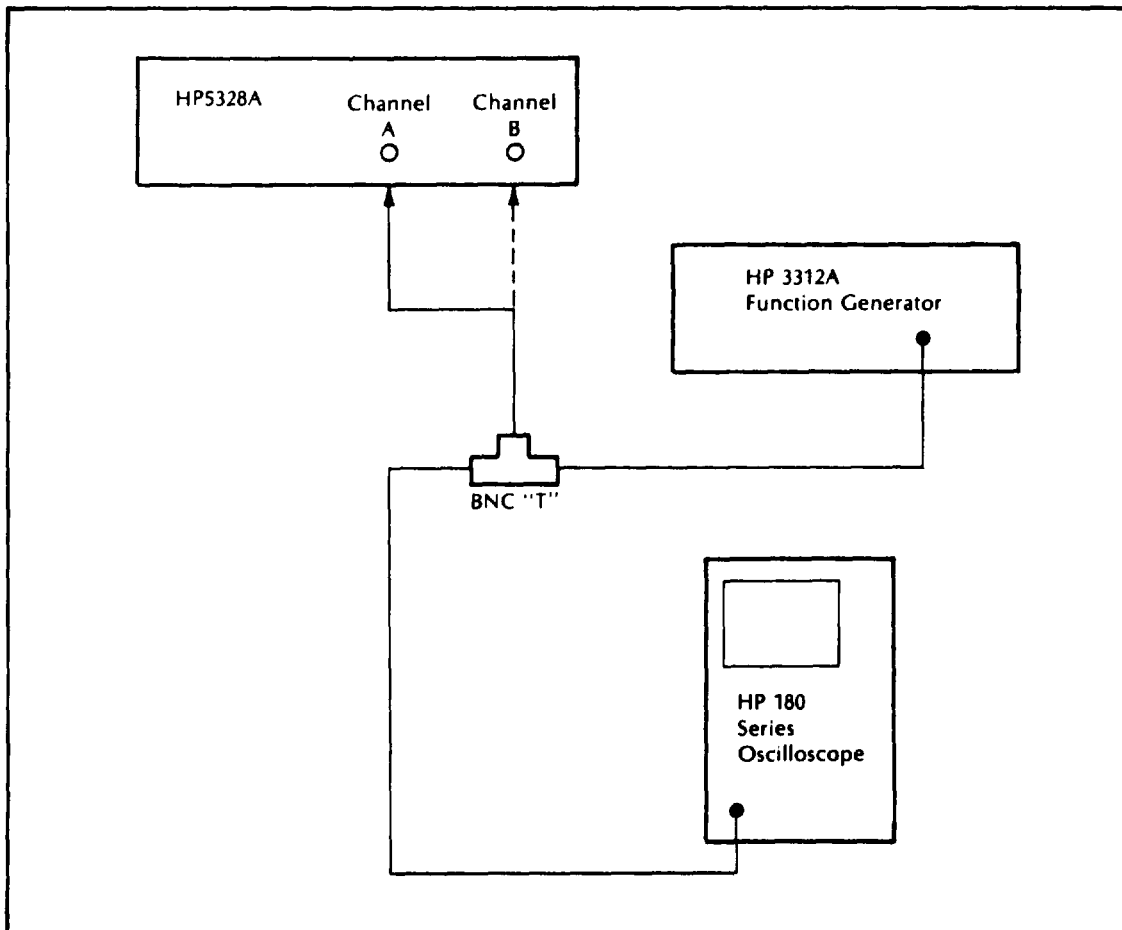 HP5328A
Channel
A
Channel
B
HP 3312A
Function Generator
BNC "T"
HP 180
Series
Oscilloscope